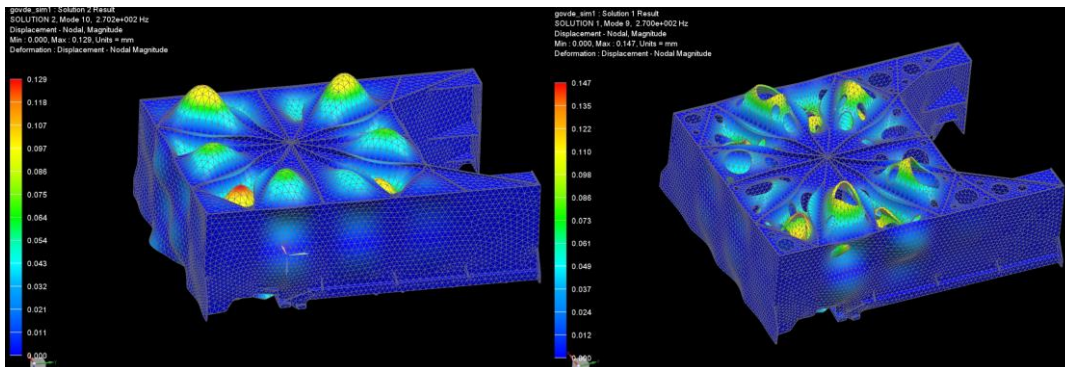 govde_sim1 : Solution 2 Result
SOLUTION 2, Mode 10, 2.702e+002 Hz
Displacement - Nodal, Magnitude
Min : 0.000, Max : 0.129, Units = mm
Deformation : Displacement - Nodal Magnitude
0.129
0.118
0.107
0.097
0.086
0.075
0.064
0.054
0.043
0.032
0.021
0.011
0.000
govde_sim1 : Solution 1 Result
SOLUTION 1, Mode 9, 2.700e+002 Hz
Displacement - Nodal, Magnitude
Min : 0.000, Max : 0.147, Units = mm
Deformation : Displacement - Nodal Magnitude
0.147
0.135
0.122
0.110
0.098
0.086
0.073
0.061
0.049
0.037
0.024
0.012
0.000